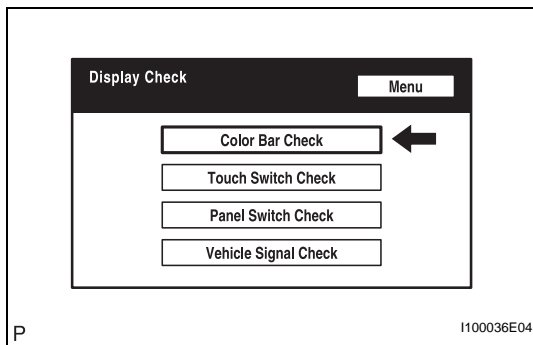 Display Check
Menu
Color Bar Check
Touch Switch Check
Panel Switch Check
Vehicle Signal Check
P
I100036E04